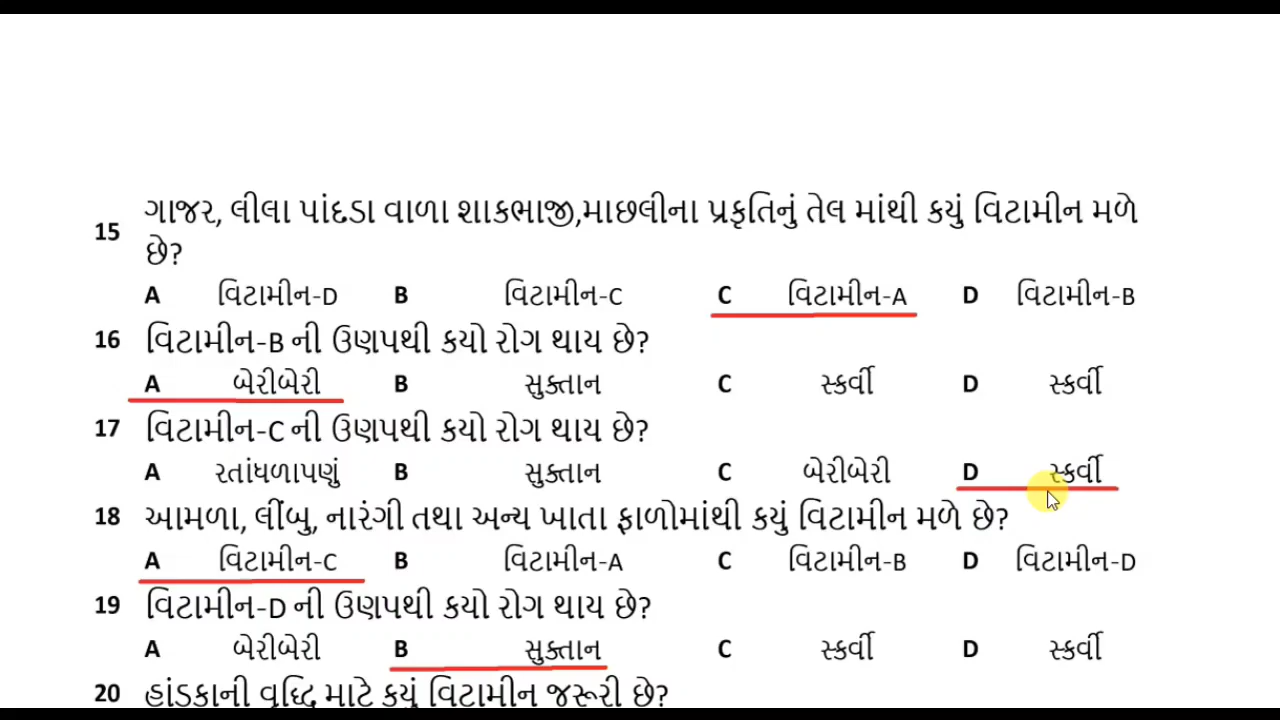 15 ગાજર, લીલા પાંદડા વાળા શાકભાજી,માછલીના પ્રકૃતિનું તેલ માંથી કયું વિટામીન મળે
છે?
A વિટામીન-D B વિટામીન-C C વિટામીન-A D વિટામીન-B
16 વિટામીન-B ની ઉણપથી કયો રોગ થાય છે?
A બેરીબેરી B સુક્તાન C સ્કર્વી D સ્કર્વી
17 વિટામીન-C ની ઉણપથી કયો રોગ થાય છે?
A રતાંધળાપણું B સુક્તાન C બેરીબેરી D સ્કર્વી
18 આમળા, લીંબુ, નારંગી તથા અન્ય ખાતા ફાળોમાંથી કયું વિટામીન મળે છે?
A વિટામીન-C B વિટામીન-A C વિટામીન-B D વિટામીન-D
19 વિટામીન-D ની ઉણપથી કયો રોગ થાય છે?
A બેરીબેરી B સુક્તાન C સ્કર્વી D સ્કર્વી
20 હાંડકાની વૃદ્ધિ માટે કયું વિટામીન જરૂરી છે?